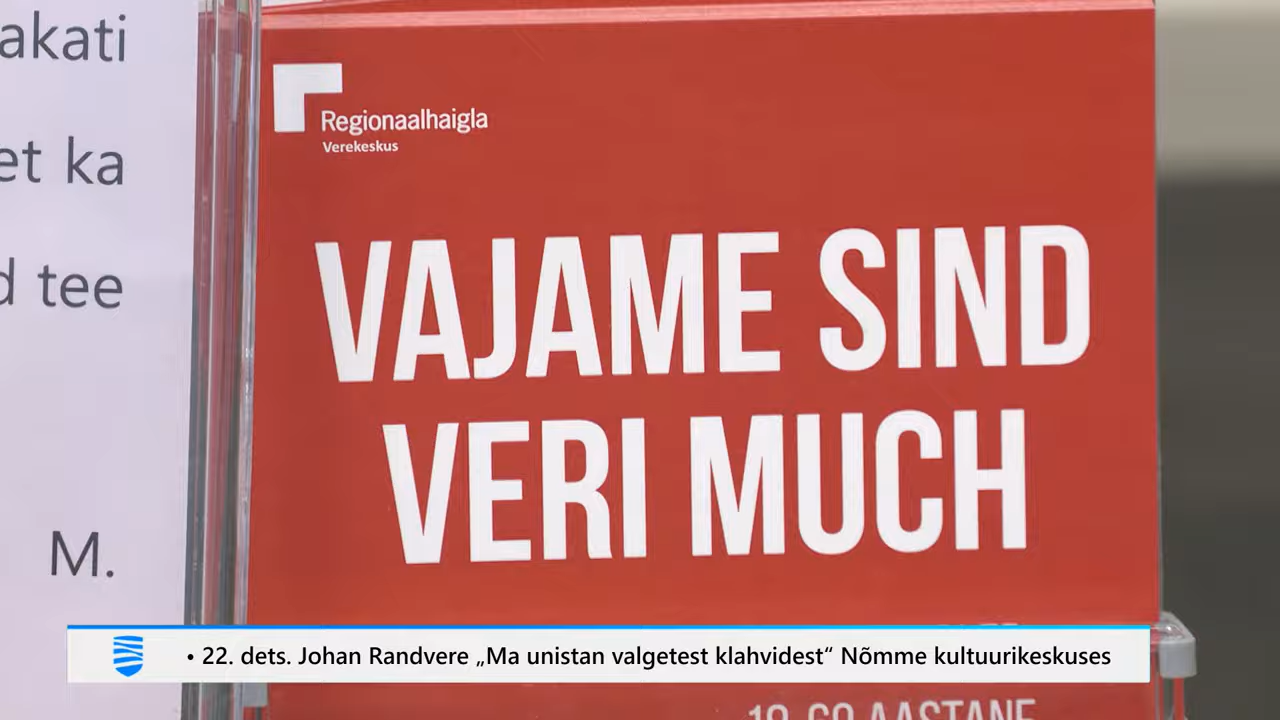 akati
et ka
d tee
M.
Regionaalhaigla
Verekeskus
VAJAME SIND
VERI MUCH
• 22. dets. Johan Randvere „Ma unistan valgetest klahvidest“ Nõmme kultuurikeskuses
AASTANE